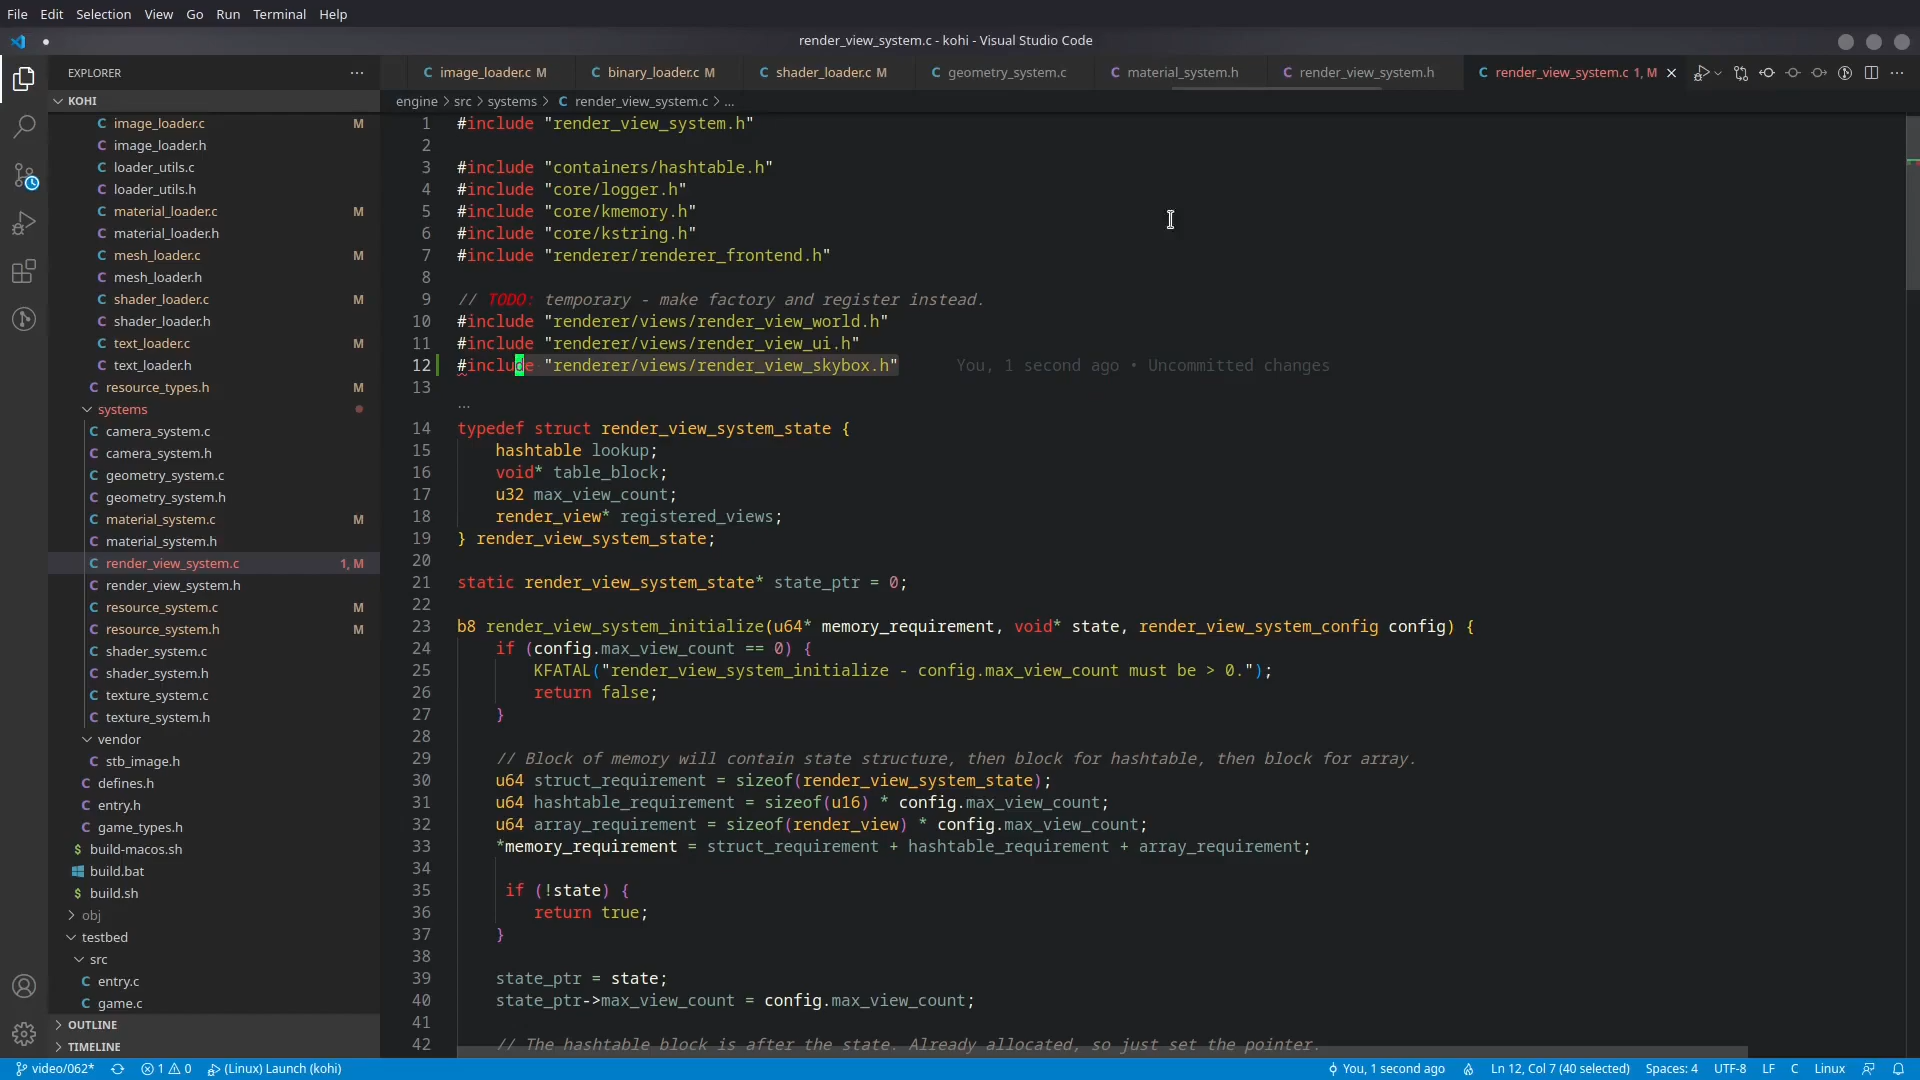 File Edit Selection View Go Run Terminal Help
render_view_system.c - kohi - Visual Studio Code
EXPLORER
image_loader.c M
binary_loader.c M
shader_loader.c M
geometry_system.c
material_system.h
render_view_system.h
render_view_system.c 1, M
KOHI
engine > src > systems > render_view_system.c > ...
image_loader.c M
image_loader.h
loader_utils.c
loader_utils.h
material_loader.c M
material_loader.h
mesh_loader.c M
mesh_loader.h
shader_loader.c M
shader_loader.h
text_loader.c M
text_loader.h
resource_types.h M
systems
camera_system.c
camera_system.h
geometry_system.c
geometry_system.h
material_system.c M
material_system.h
render_view_system.c 1, M
render_view_system.h
resource_system.c M
resource_system.h M
shader_system.c
shader_system.h
texture_system.c
texture_system.h
vendor
stb_image.h
defines.h
entry.h
game_types.h
build-macos.sh
build.bat
build.sh
obj
testbed
src
entry.c
game.c
OUTLINE
TIMELINE
1 #include "render_view_system.h"
2
3 #include "containers/hashtable.h"
4 #include "core/logger.h"
5 #include "core/kmemory.h"
6 #include "core/kstring.h"
7 #include "renderer/renderer_frontend.h"
8
9 // TODO: temporary - make factory and register instead.
10 #include "renderer/views/render_view_world.h"
11 #include "renderer/views/render_view_ui.h"
12 #include "renderer/views/render_view_skybox.h" You, 1 second ago • Uncommitted changes
13
...
14 typedef struct render_view_system_state {
15 hashtable lookup;
16 void* table_block;
17 u32 max_view_count;
18 render_view* registered_views;
19 } render_view_system_state;
20
21 static render_view_system_state* state_ptr = 0;
22
23 b8 render_view_system_initialize(u64* memory_requirement, void* state, render_view_system_config config) {
24 if (config.max_view_count == 0) {
25 KFATAL("render_view_system_initialize - config.max_view_count must be > 0.");
26 return false;
27 }
28
29 // Block of memory will contain state structure, then block for hashtable, then block for array.
30 u64 struct_requirement = sizeof(render_view_system_state);
31 u64 hashtable_requirement = sizeof(u16) * config.max_view_count;
32 u64 array_requirement = sizeof(render_view) * config.max_view_count;
33 *memory_requirement = struct_requirement + hashtable_requirement + array_requirement;
34
35 if (!state) {
36 return true;
37 }
38
39 state_ptr = state;
40 state_ptr->max_view_count = config.max_view_count;
41
42 // The hashtable block is after the state. Already allocated, so just set the pointer.
video/062* 1 0 (Linux) Launch (kohi) You, 1 second ago Ln 12, Col 7 (40 selected) Spaces: 4 UTF-8 LF C Linux